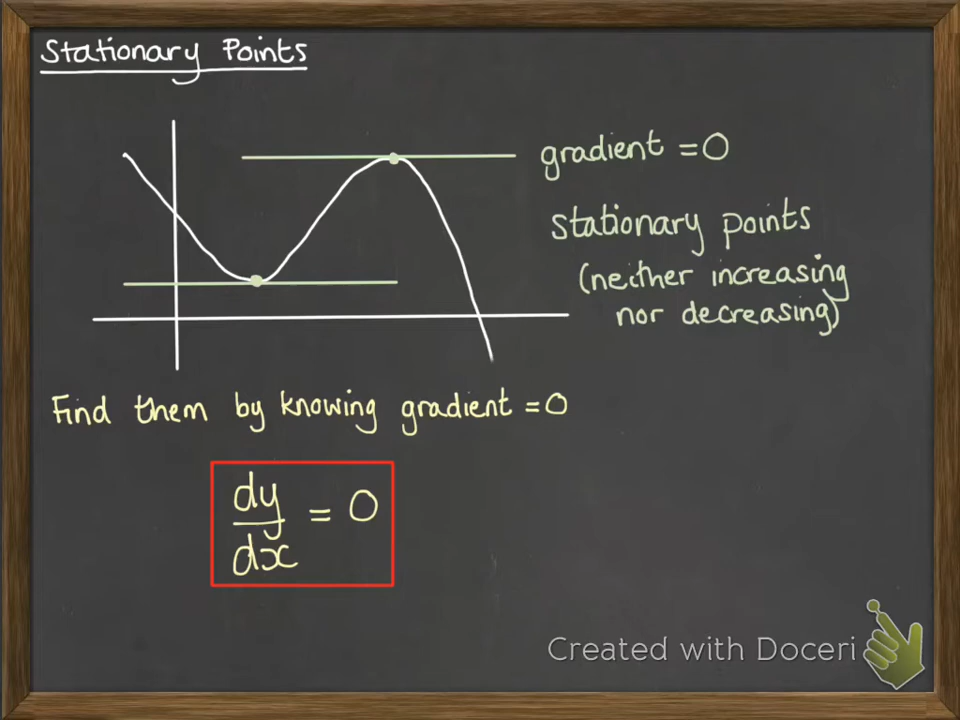 Stationary Points
gradient = 0
stationary points
(neither increasing
nor decreasing)
Find them by knowing gradient = 0
dy/dx = 0
Created with Doceri